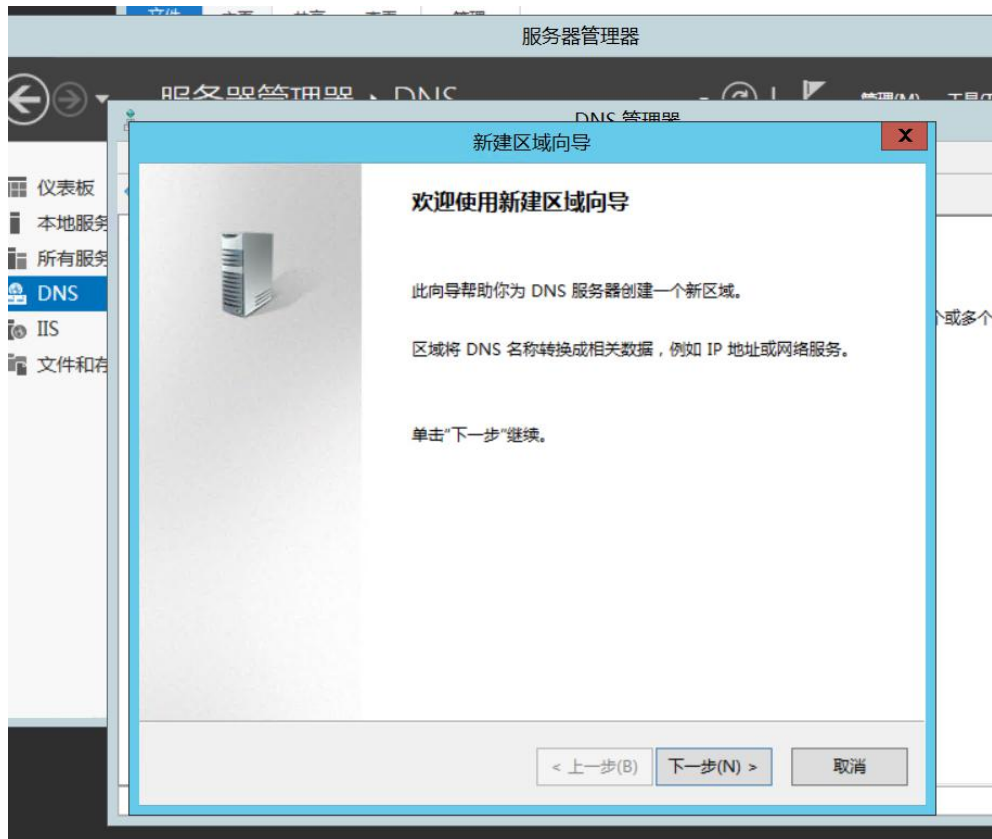 文件
服务器管理器
服务器管理器 ▸ DNS
管理(M)
DNS 管理器
新建区域向导
X
仪表板
本地服务
所有服务
DNS
IIS
文件和存
欢迎使用新建区域向导
此向导帮助你为 DNS 服务器创建一个新区域。
区域将 DNS 名称转换成相关数据，例如 IP 地址或网络服务。
单击"下一步"继续。
个或多个
< 上一步(B)
下一步(N) >
取消